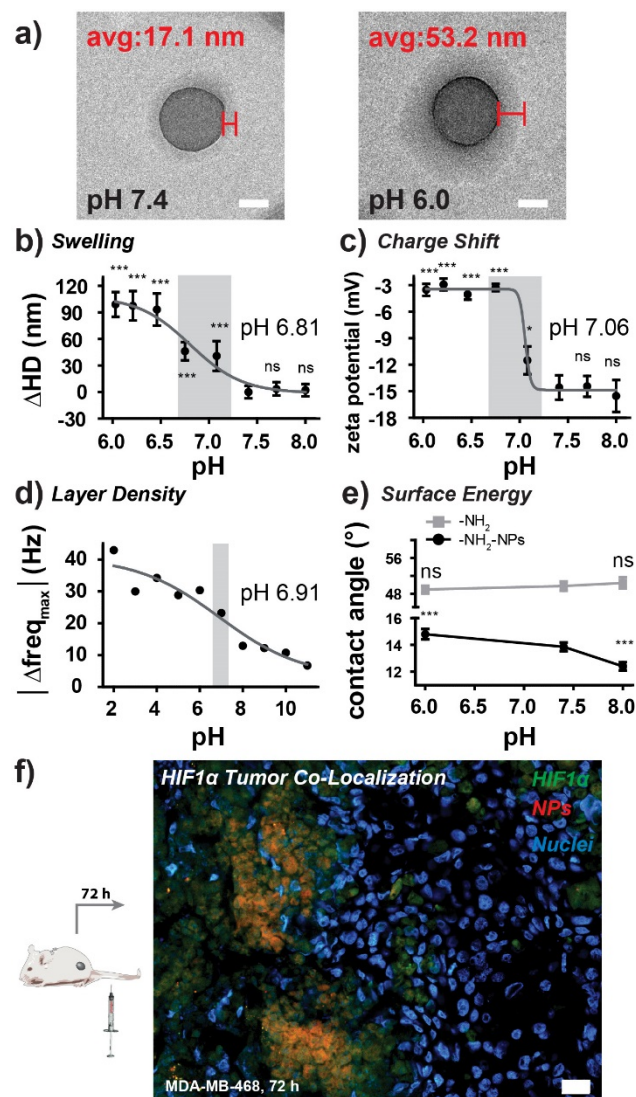 a)
avg:17.1 nm
pH 7.4
avg:53.2 nm
pH 6.0
b) Swelling
ΔHD (nm)
120
90
60
30
0
-30
***
***
***
***
***
ns
ns
pH 6.81
6.0 6.5 7.0 7.5 8.0
pH
c) Charge Shift
zeta potential (mV)
-3
-6
-9
-12
-15
-18
***
***
***
***
*
ns
ns
pH 7.06
6.0 6.5 7.0 7.5 8.0
pH
d) Layer Density
|Δfreqmax| (Hz)
40
30
20
10
0
pH 6.91
2 4 6 8 10
pH
e) Surface Energy
-NH2
-NH2-NPs
contact angle (°)
56
48
16
14
12
ns
ns
***
***
6.0 6.5 7.0 7.5 8.0
pH
f)
HIF1α Tumor Co-Localization
HIF1α
NPs
Nuclei
72 h
MDA-MB-468, 72 h